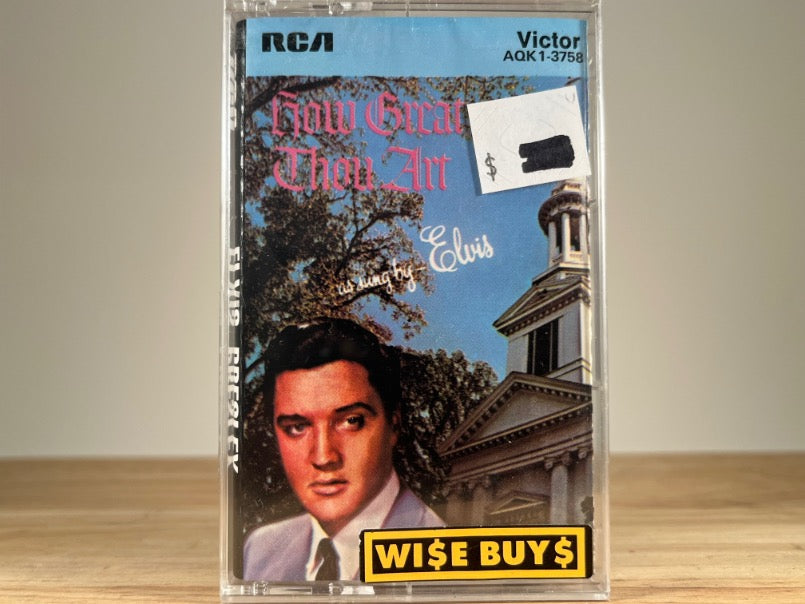 RCA Victor
AQK1-3758
How Great
Thou Art
$
as sung by Elvis
ELVIS PRESLEY
WI$E BUY$